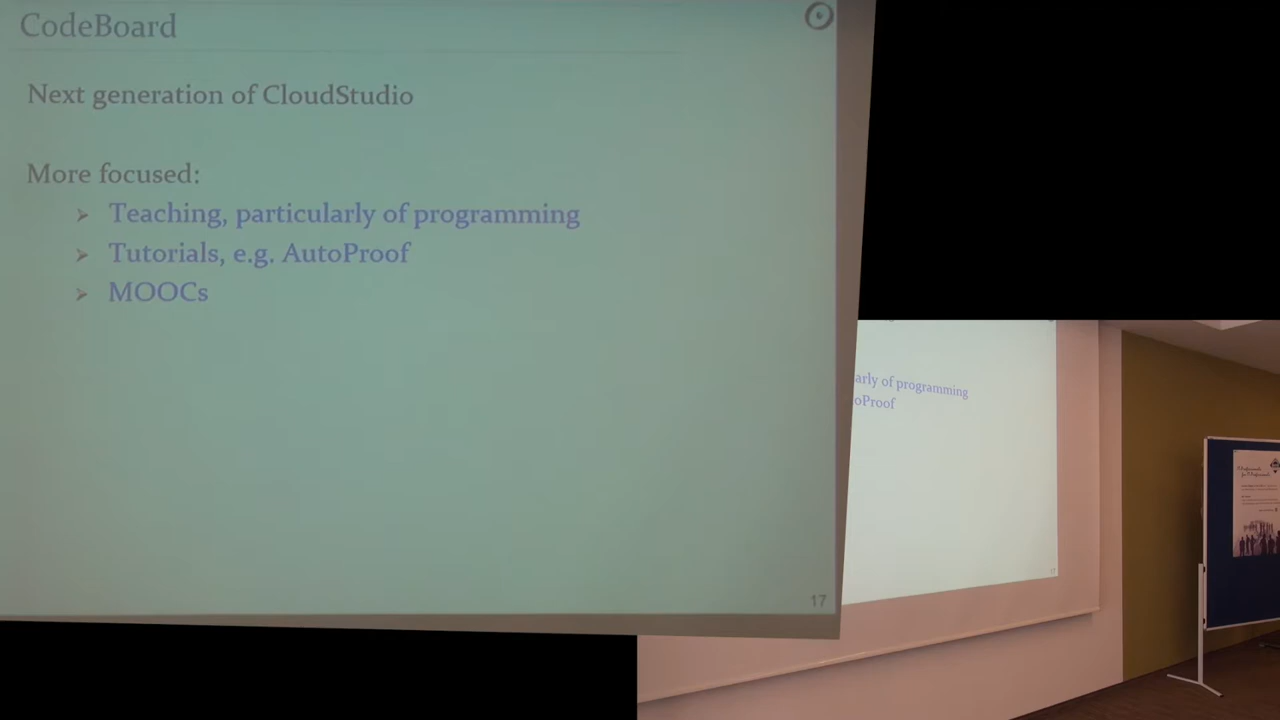 CodeBoard
Next generation of CloudStudio
More focused:
Teaching, particularly of programming
Tutorials, e.g. AutoProof
MOOCs
17
arly of programming
oProof
17